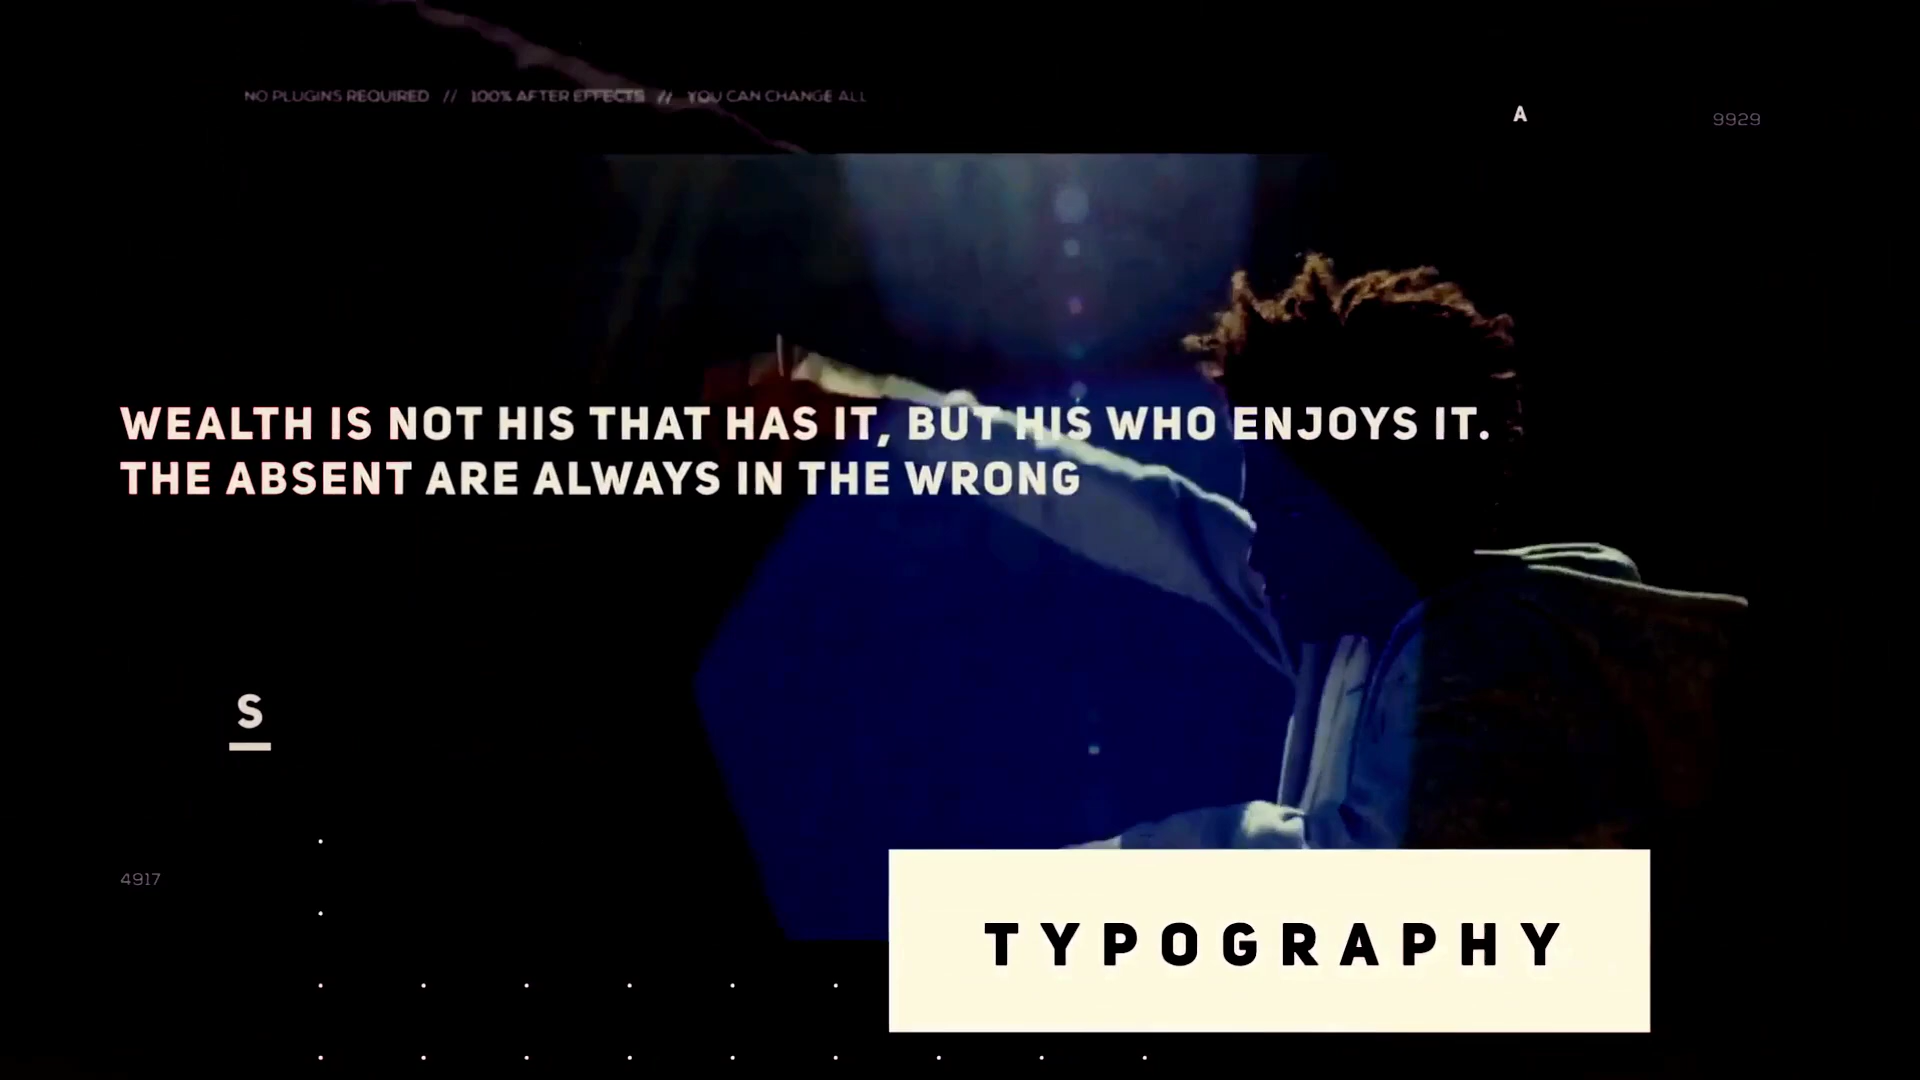 NO PLUGINS REQUIRED // 100% AFTER EFFECTS // YOU CAN CHANGE ALL
A
9929
WEALTH IS NOT HIS THAT HAS IT, BUT HIS WHO ENJOYS IT.
THE ABSENT ARE ALWAYS IN THE WRONG
S
4917
TYPOGRAPHY